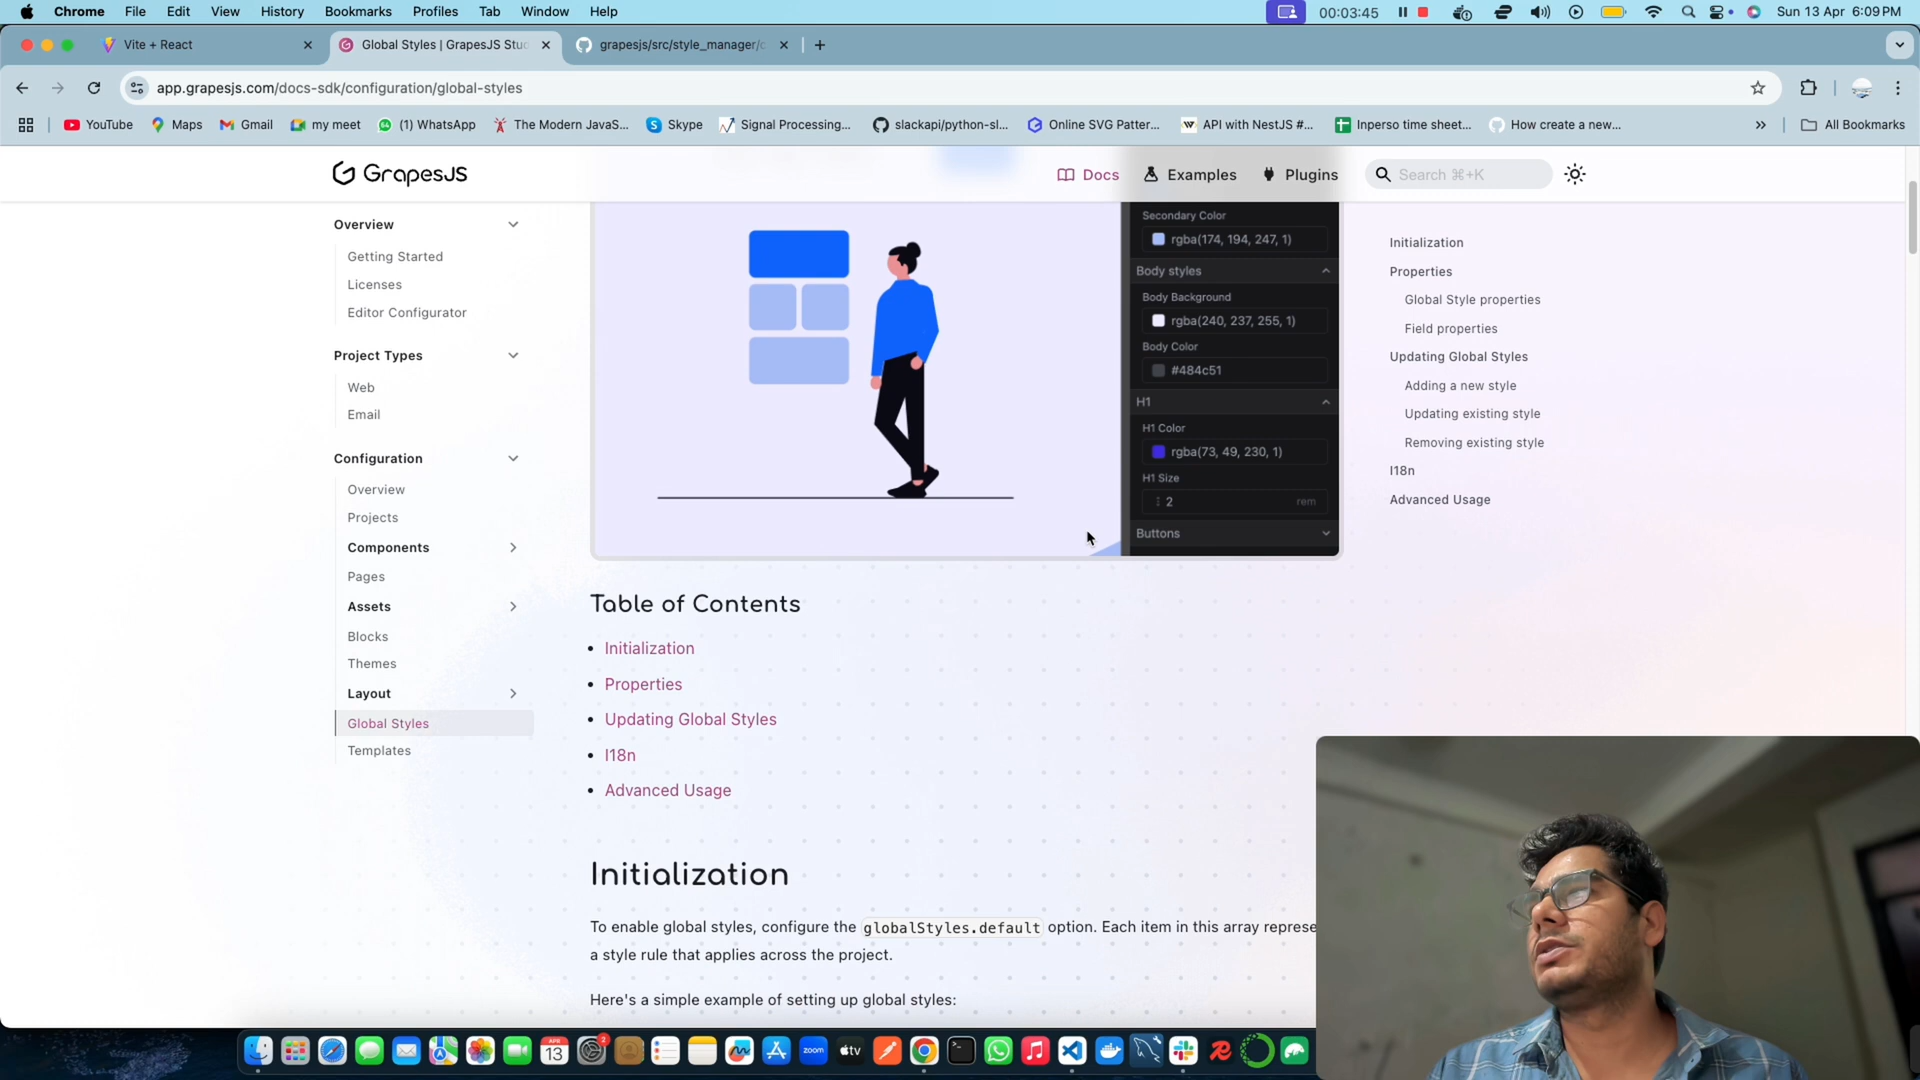 Chrome File Edit View History Bookmarks Profiles Tab Window Help 00:03:45 Sun 13 Apr 6:09 PM
Vite + React
Global Styles | GrapesJS Stu
grapesjs/src/style_manager/c
app.grapesjs.com/docs-sdk/configuration/global-styles
YouTube Maps Gmail my meet (1) WhatsApp The Modern JavaS... Skype Signal Processing... slackapi/python-sl... Online SVG Patter... API with NestJS #... Inperso time sheet... How create a new... » All Bookmarks
GrapesJS
Docs Examples Plugins Search ⌘+K
Overview
Getting Started
Licenses
Editor Configurator
Project Types
Web
Email
Configuration
Overview
Projects
Components
Pages
Assets
Blocks
Themes
Layout
Global Styles
Templates
Secondary Color
rgba(174, 194, 247, 1)
Body styles
Body Background
rgba(240, 237, 255, 1)
Body Color
#484c51
H1
H1 Color
rgba(73, 49, 230, 1)
H1 Size
2 rem
Buttons
Table of Contents
• Initialization
• Properties
• Updating Global Styles
• I18n
• Advanced Usage
Initialization
To enable global styles, configure the globalStyles.default option. Each item in this array represe
a style rule that applies across the project.
Here's a simple example of setting up global styles:
Initialization
Properties
Global Style properties
Field properties
Updating Global Styles
Adding a new style
Updating existing style
Removing existing style
I18n
Advanced Usage
APR
13
2
zoom
tv